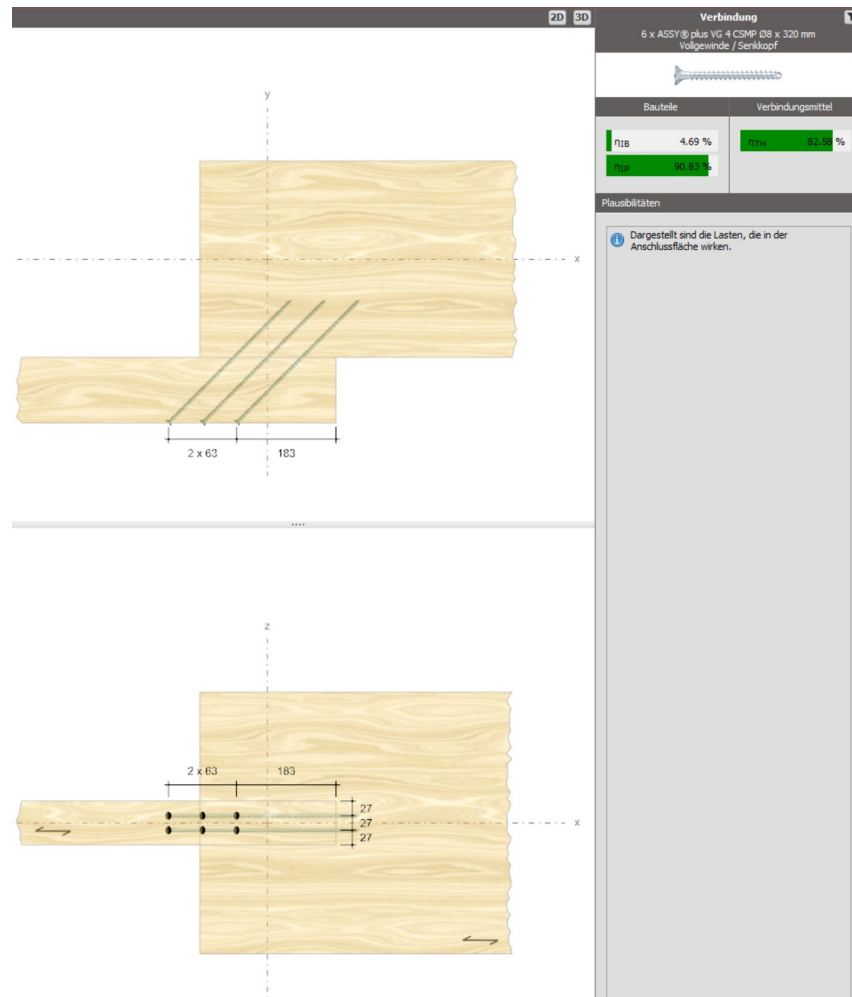 2D 3D
Verbindung
6 x ASSY® plus VG 4 CSMP Ø8 x 320 mm
Vollgewinde / Senkkopf
Bauteile
Verbindungsmittel
ηIB 4.69 %
ηTH 82.58 %
ηIP 90.83 %
Plausibilitäten
Dargestellt sind die Lasten, die in der
Anschlussfläche wirken.
y
x
2 x 63 183
z
2 x 63 183
27
27
27
x